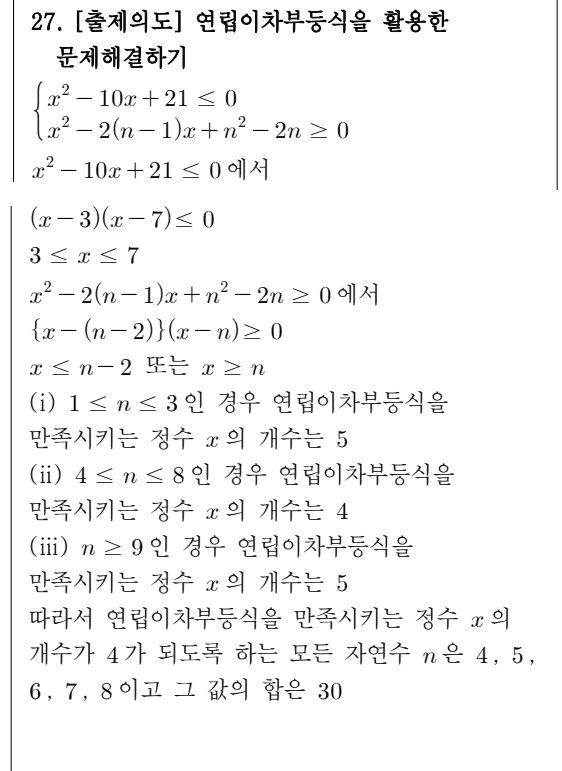 27. [출제의도] 연립이차부등식을 활용한
문제해결하기
{x² − 10x + 21 ≤ 0
x² − 2(n − 1)x + n² − 2n ≥ 0
x² − 10x + 21 ≤ 0 에서
(x − 3)(x − 7) ≤ 0
3 ≤ x ≤ 7
x² − 2(n − 1)x + n² − 2n ≥ 0 에서
{x − (n − 2)}(x − n) ≥ 0
x ≤ n − 2 또는 x ≥ n
(i) 1 ≤ n ≤ 3 인 경우 연립이차부등식을
만족시키는 정수 x 의 개수는 5
(ii) 4 ≤ n ≤ 8 인 경우 연립이차부등식을
만족시키는 정수 x 의 개수는 4
(iii) n ≥ 9 인 경우 연립이차부등식을
만족시키는 정수 x 의 개수는 5
따라서 연립이차부등식을 만족시키는 정수 x 의
개수가 4 가 되도록 하는 모든 자연수 n 은 4, 5,
6, 7, 8 이고 그 값의 합은 30